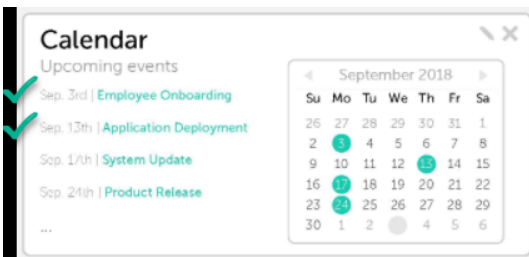 Calendar
Upcoming events
Sep. 3rd | Employee Onboarding
Sep. 13th | Application Deployment
Sep. 17th | System Update
Sep. 24th | Product Release
...
September 2018
Su Mo Tu We Th Fr Sa
26 27 28 29 30 31 1
2 3 4 5 6 7 8
9 10 11 12 13 14 15
16 17 18 19 20 21 22
23 24 25 26 27 28 29
30 1 2 4 5 6